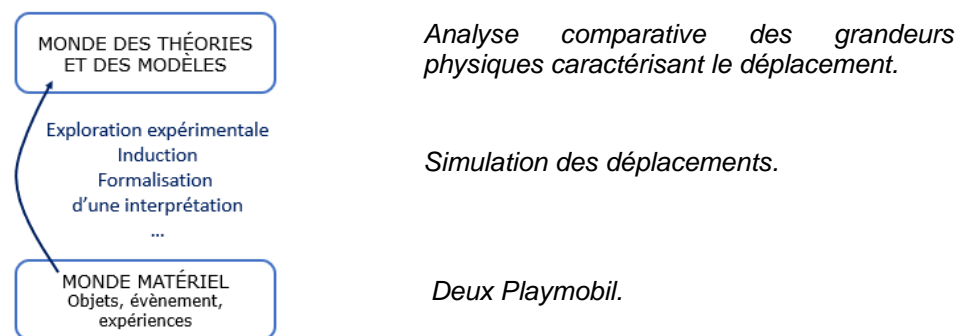 MONDE DES THÉORIES
ET DES MODÈLES
Analyse comparative des grandeurs
physiques caractérisant le déplacement.
Exploration expérimentale
Induction
Formalisation
d'une interprétation
...
Simulation des déplacements.
MONDE MATÉRIEL
Objets, évènement,
expériences
Deux Playmobil.